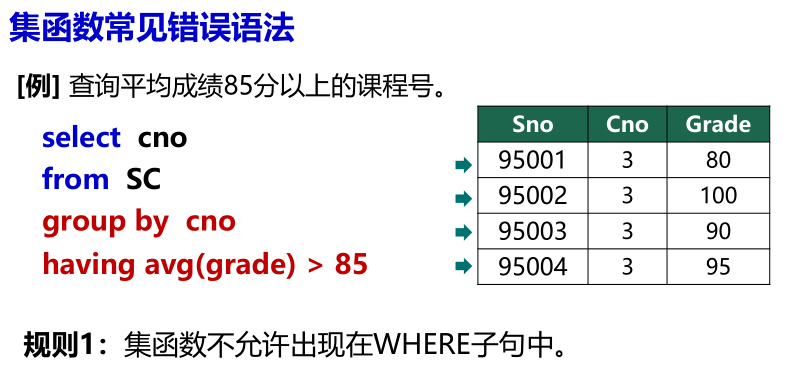 集函数常见错误语法
[例] 查询平均成绩85分以上的课程号。
select cno
from SC
group by cno
having avg(grade) > 85
Sno Cno Grade
95001 3 80
95002 3 100
95003 3 90
95004 3 95
规则1：集函数不允许出现在WHERE子句中。